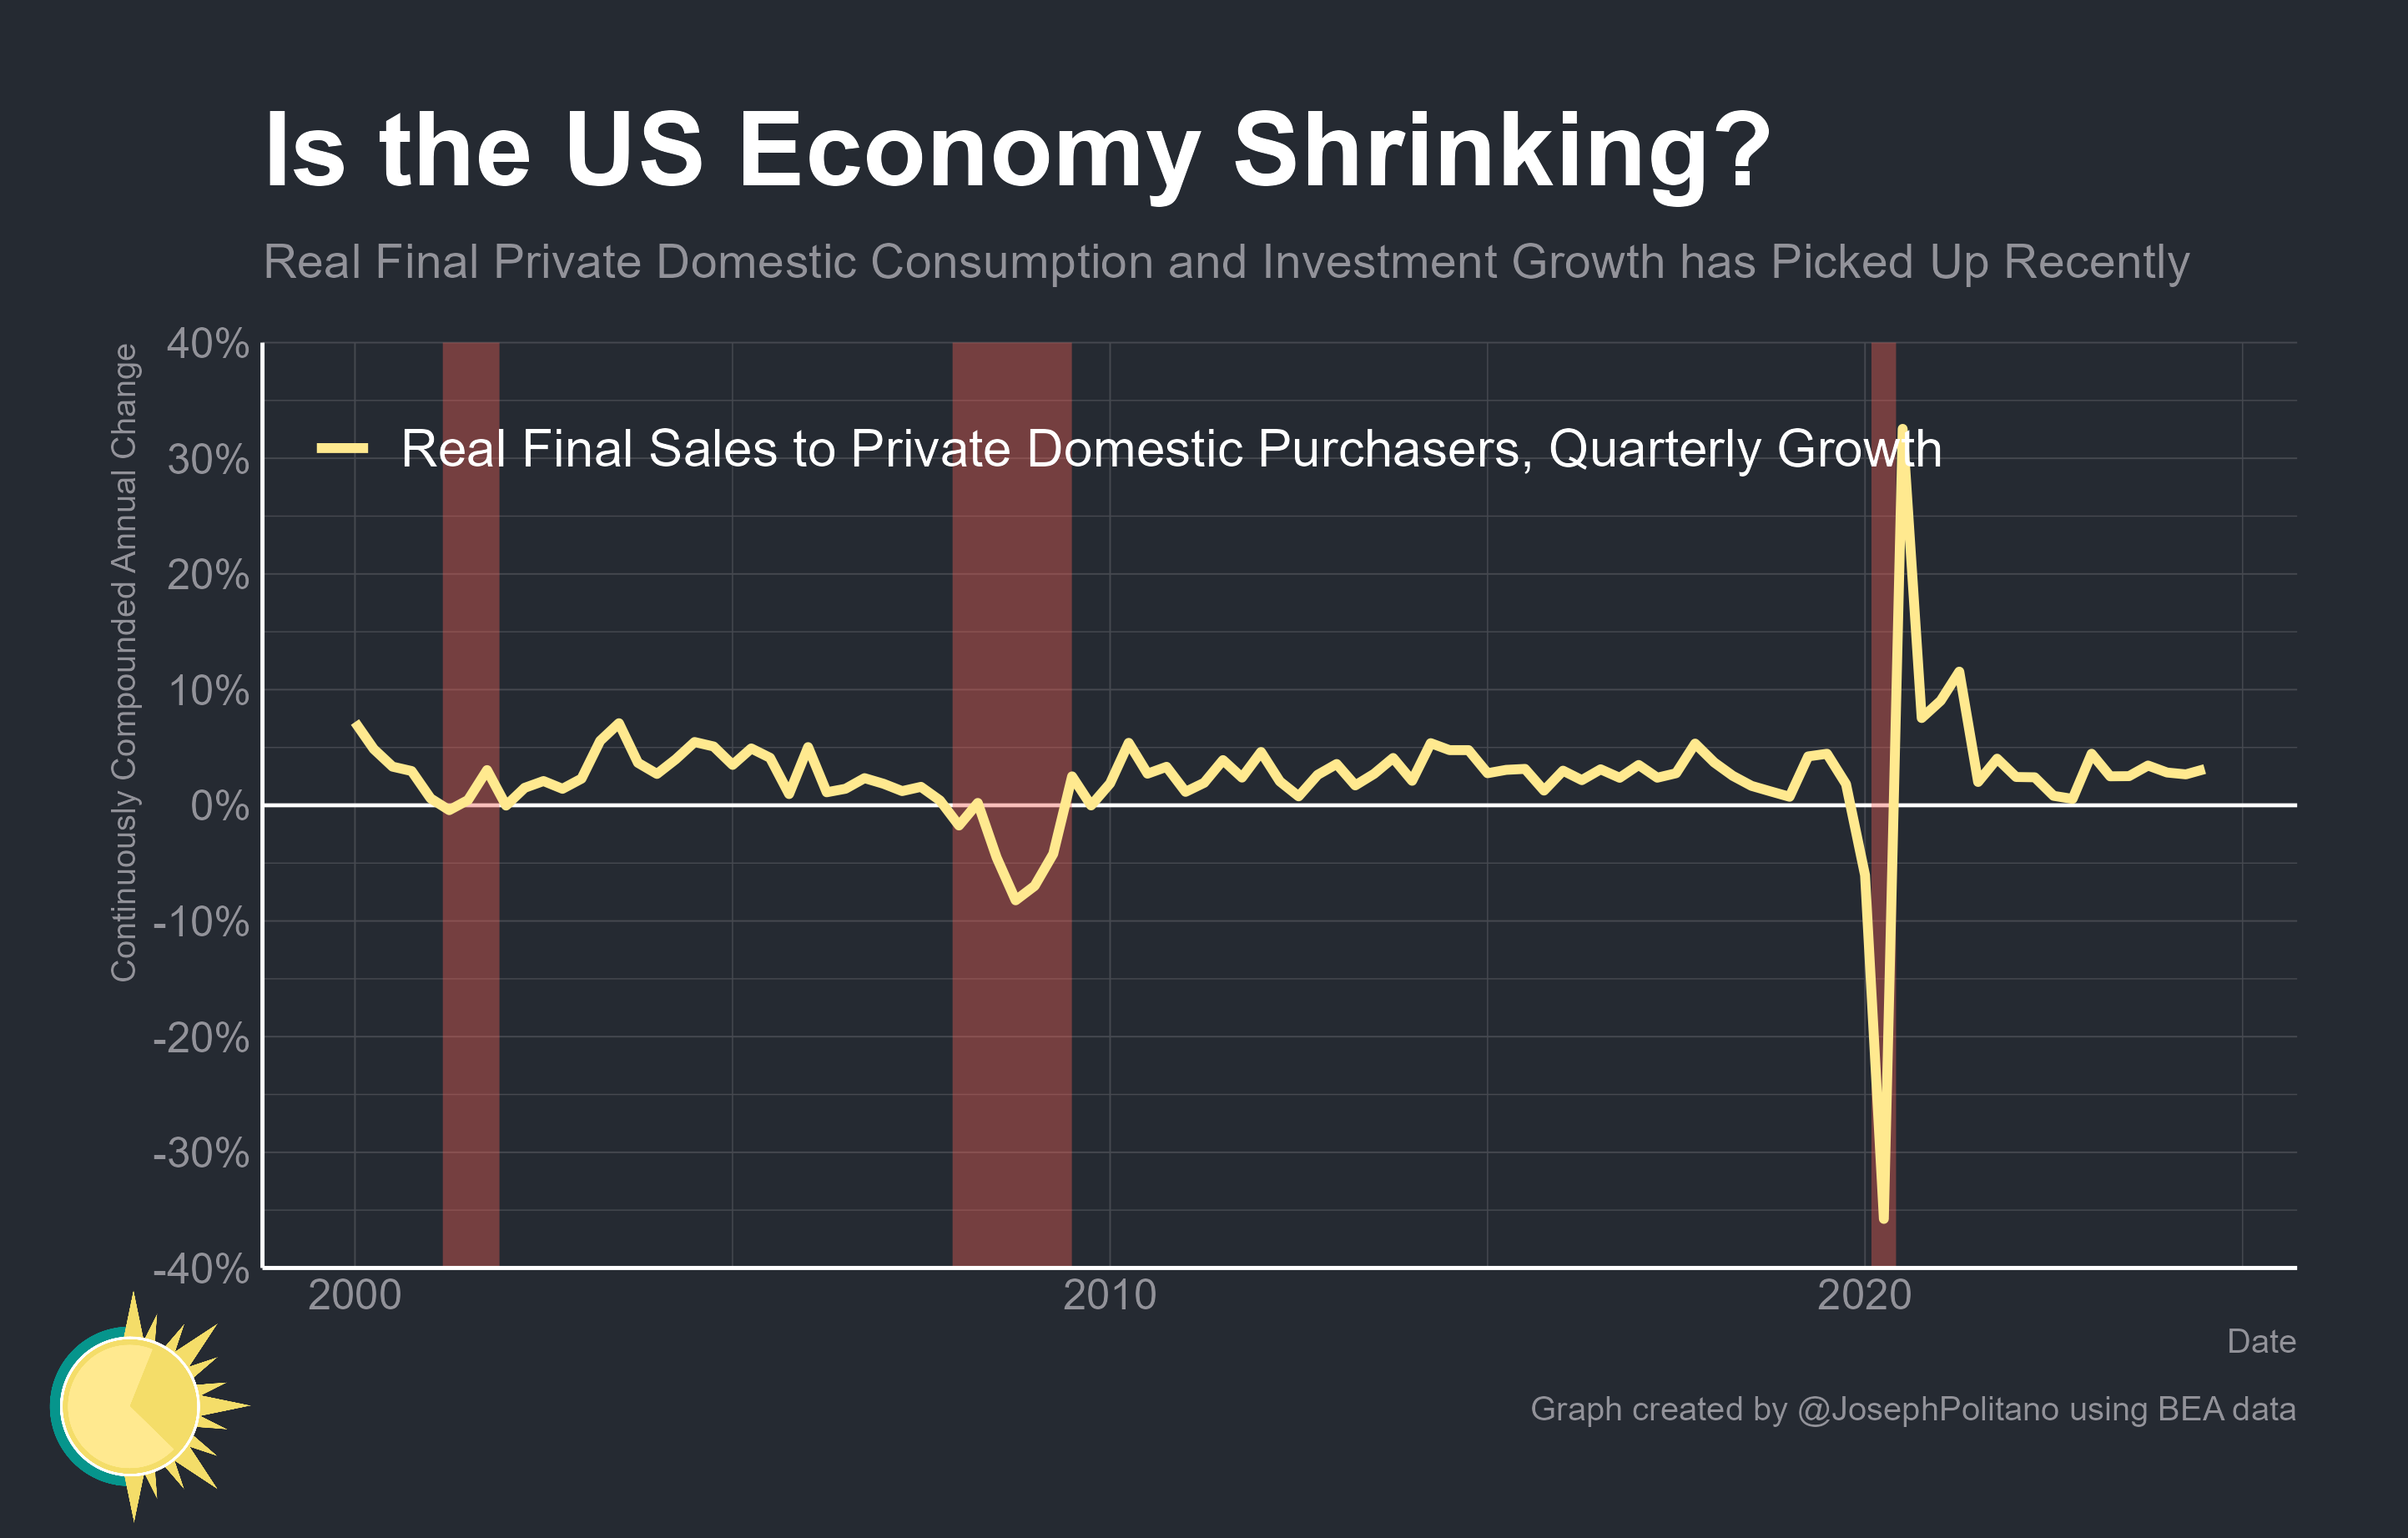 Is the US Economy Shrinking?
Real Final Private Domestic Consumption and Investment Growth has Picked Up Recently
Continuously Compounded Annual Change
40%
30%
20%
10%
0%
-10%
-20%
-30%
-40%
Real Final Sales to Private Domestic Purchasers, Quarterly Growth
2000 2010 2020
Date
Graph created by @JosephPolitano using BEA data